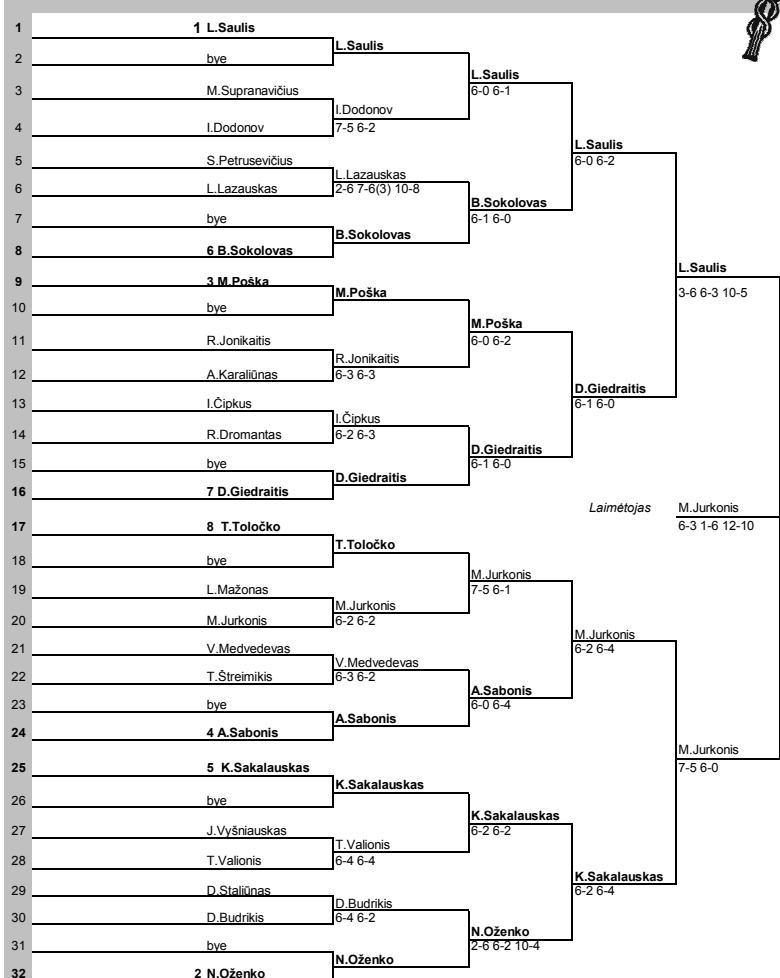 1 1 L.Saulis
L.Saulis
2 bye
L.Saulis
3 M.Supranavičius 6-0 6-1
I.Dodonov
4 I.Dodonov 7-5 6-2
L.Saulis
5 S.Petrusevičius 6-0 6-2
L.Lazauskas
6 L.Lazauskas 2-6 7-6(3) 10-8
B.Sokolovas
7 bye 6-1 6-0
B.Sokolovas
8 6 B.Sokolovas
L.Saulis
9 3 M.Poška
M.Poška 3-6 6-3 10-5
10 bye
M.Poška
11 R.Jonikaitis 6-0 6-2
R.Jonikaitis
12 A.Karaliūnas 6-3 6-3
D.Giedraitis
13 I.Čipkus 6-1 6-0
I.Čipkus
14 R.Dromantas 6-2 6-3
D.Giedraitis
15 bye 6-1 6-0
D.Giedraitis
16 7 D.Giedraitis
Laimėtojas M.Jurkonis
17 8 T.Toločko 6-3 1-6 12-10
T.Toločko
18 bye
M.Jurkonis
19 L.Mažonas 7-5 6-1
M.Jurkonis
20 M.Jurkonis 6-2 6-2
M.Jurkonis
21 V.Medvedevas 6-2 6-4
V.Medvedevas
22 T.Štreimikis 6-3 6-2
A.Sabonis
23 bye 6-0 6-4
A.Sabonis
24 4 A.Sabonis
M.Jurkonis
25 5 K.Sakalauskas 7-5 6-0
K.Sakalauskas
26 bye
K.Sakalauskas
27 J.Vyšniauskas 6-2 6-2
T.Valionis
28 T.Valionis 6-4 6-4
K.Sakalauskas
29 D.Staliūnas 6-2 6-4
D.Budrikis
30 D.Budrikis 6-4 6-2
N.Oženko
31 bye 2-6 6-2 10-4
N.Oženko
32 2 N.Oženko